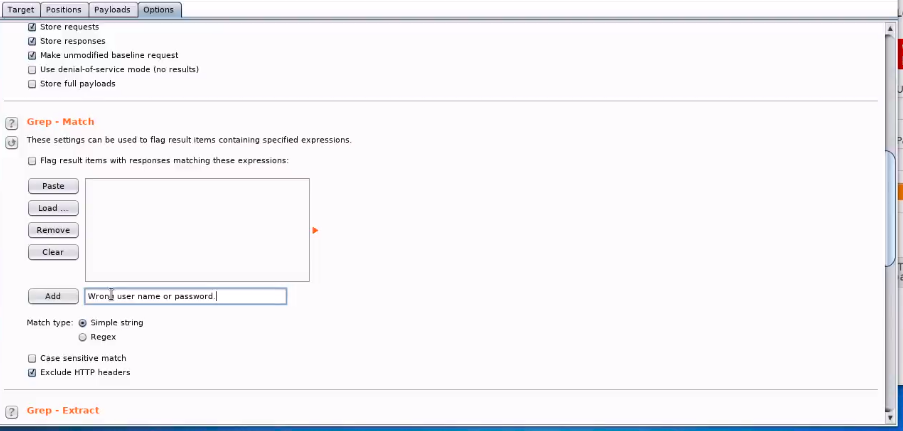 Target Positions Payloads Options
Store requests
Store responses
Make unmodified baseline request
Use denial-of-service mode (no results)
Store full payloads
? Grep - Match
These settings can be used to flag result items containing specified expressions.
Flag result items with responses matching these expressions:
Paste
Load ...
Remove
Clear
Add Wrong user name or password.
Match type: Simple string
Regex
Case sensitive match
Exclude HTTP headers
? Grep - Extract